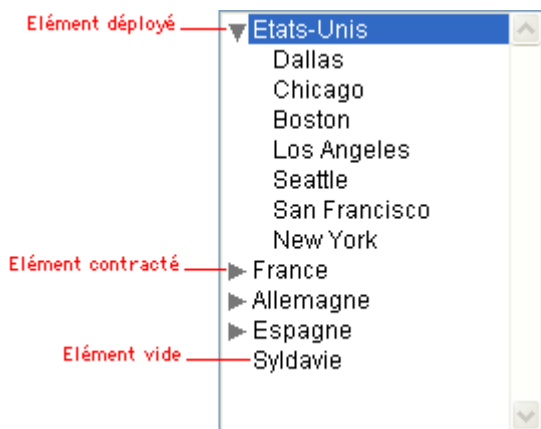 Elément déployé
Etats-Unis
Dallas
Chicago
Boston
Los Angeles
Seattle
San Francisco
New York
Elément contracté
France
Allemagne
Espagne
Elément vide
Syldavie